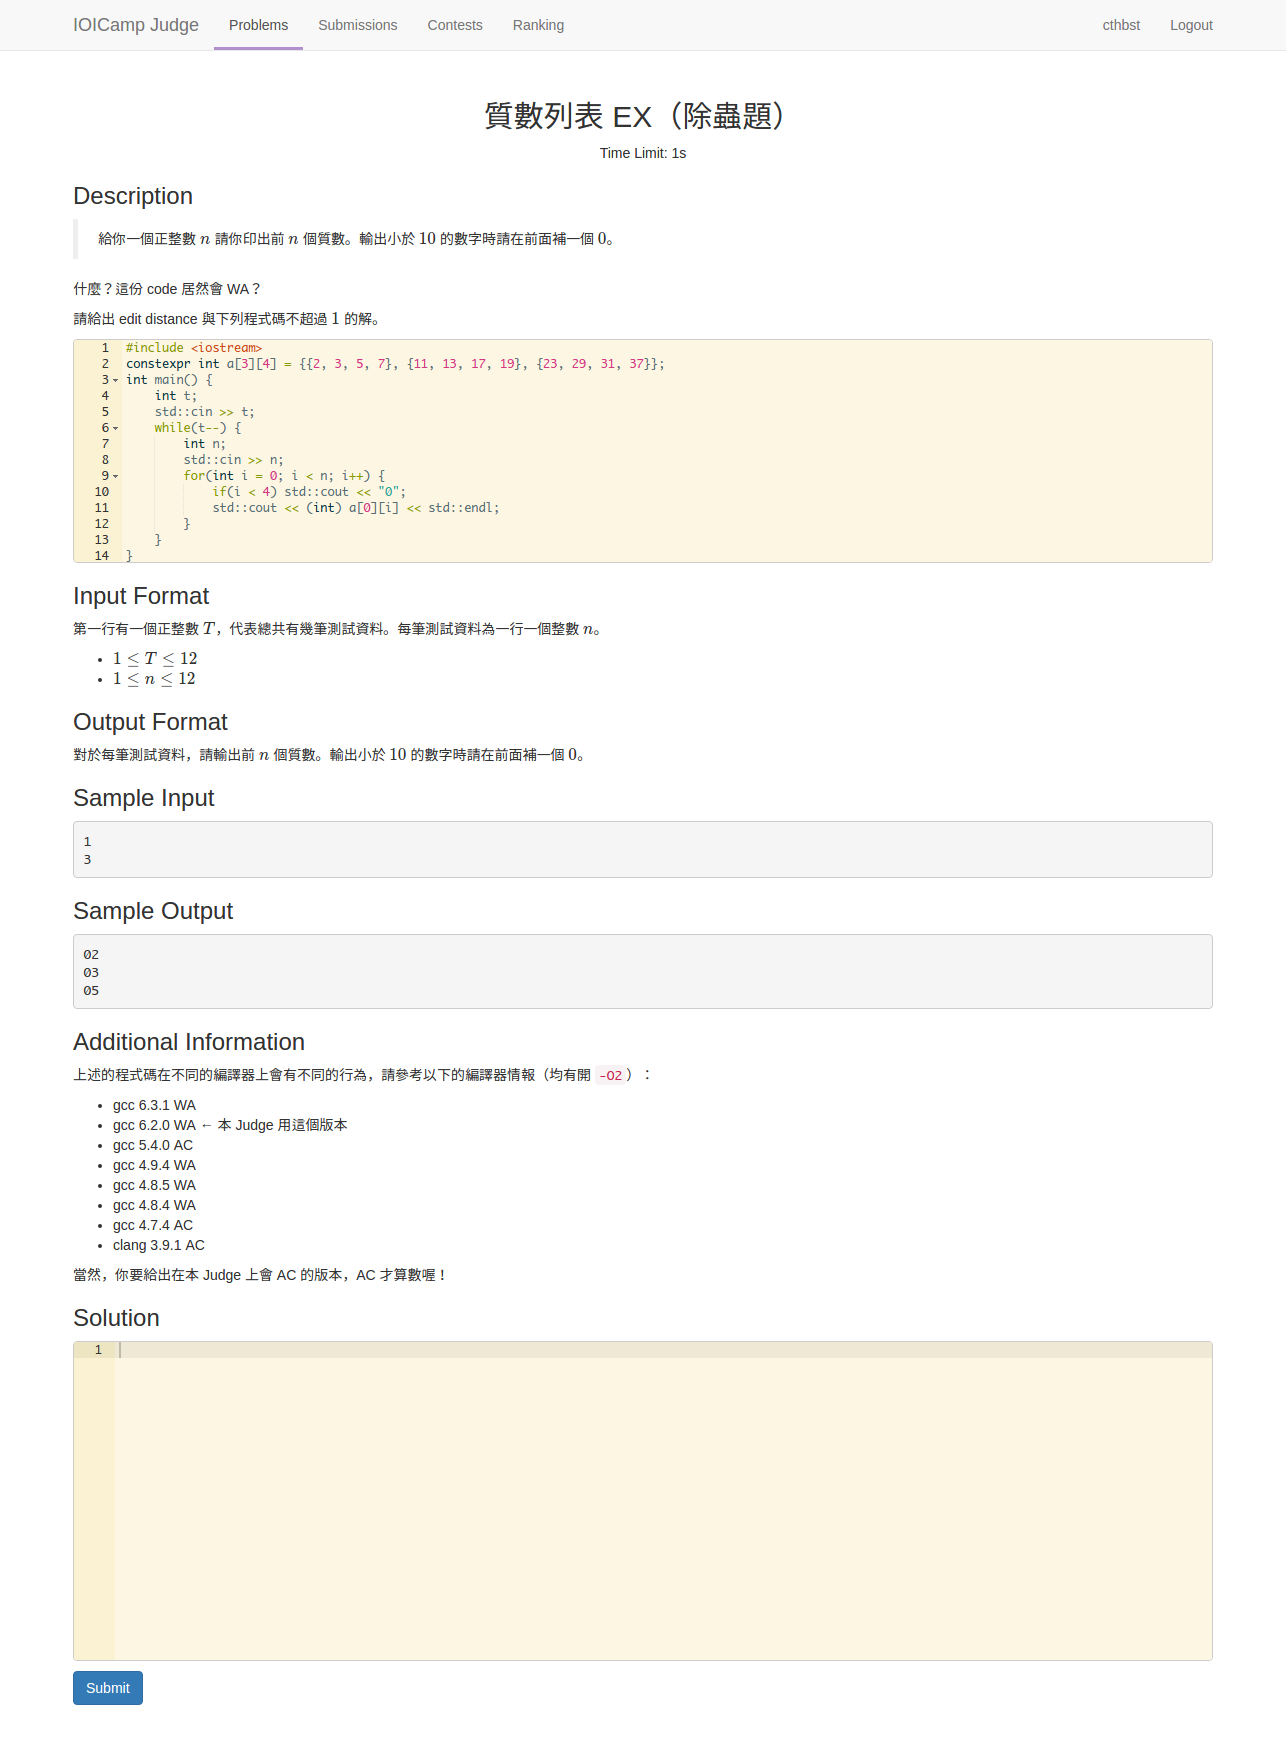 IOICamp Judge Problems Submissions Contests Ranking cthbst Logout
質數列表 EX（除蟲題）
Time Limit: 1s
Description
給你一個正整數 n 請你印出前 n 個質數。輸出小於 10 的數字時請在前面補一個 0。
什麼？這份 code 居然會 WA？
請給出 edit distance 與下列程式碼不超過 1 的解。
1 #include <iostream>
2 constexpr int a[3][4] = {{2, 3, 5, 7}, {11, 13, 17, 19}, {23, 29, 31, 37}};
3 int main() {
4     int t;
5     std::cin >> t;
6     while(t--) {
7         int n;
8         std::cin >> n;
9         for(int i = 0; i < n; i++) {
10             if(i < 4) std::cout << "0";
11             std::cout << (int) a[0][i] << std::endl;
12         }
13     }
14 }
Input Format
第一行有一個正整數 T，代表總共有幾筆測試資料。每筆測試資料為一行一個整數 n。
• 1 ≤ T ≤ 12
• 1 ≤ n ≤ 12
Output Format
對於每筆測試資料，請輸出前 n 個質數。輸出小於 10 的數字時請在前面補一個 0。
Sample Input
1
3
Sample Output
02
03
05
Additional Information
上述的程式碼在不同的編譯器上會有不同的行為，請參考以下的編譯器情報（均有開 -O2）：
• gcc 6.3.1 WA
• gcc 6.2.0 WA ← 本 Judge 用這個版本
• gcc 5.4.0 AC
• gcc 4.9.4 WA
• gcc 4.8.5 WA
• gcc 4.8.4 WA
• gcc 4.7.4 AC
• clang 3.9.1 AC
當然，你要給出在本 Judge 上會 AC 的版本，AC 才算數喔！
Solution
1
Submit